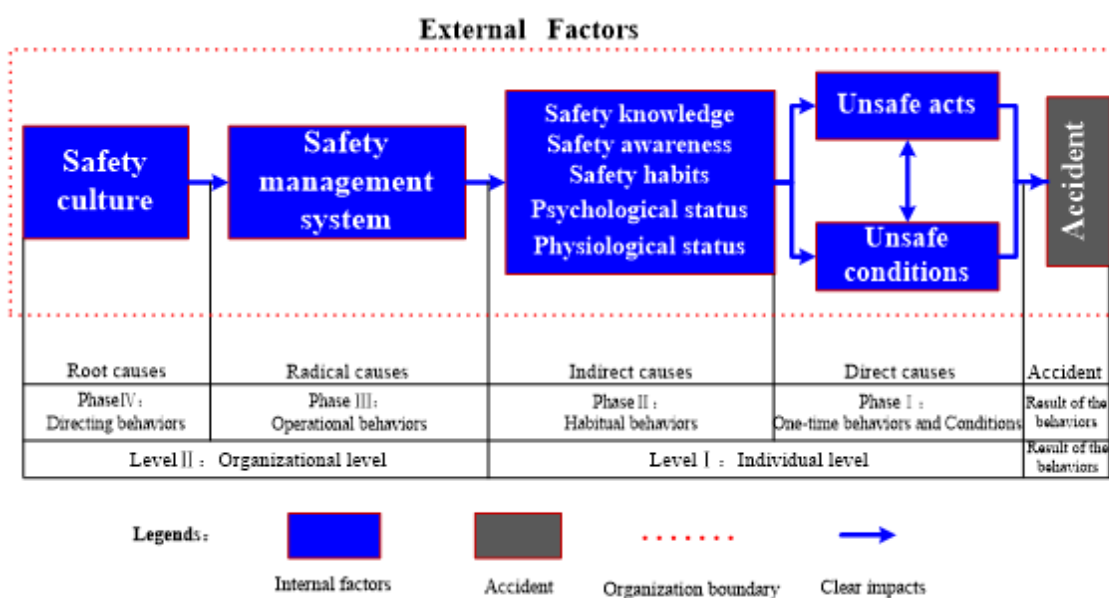 External Factors
Safety
culture
Safety
management
system
Safety knowledge
Safety awareness
Safety habits
Psychological status
Physiological status
Unsafe acts
Unsafe
conditions
Accident
Root causes
Radical causes
Indirect causes
Direct causes
Accident
PhaseⅣ:
Directing behaviors
Phase Ⅲ:
Operational behaviors
Phase Ⅱ:
Habitual behaviors
Phase Ⅰ:
One-time behaviors and Conditions
Result of the
behaviors
Level Ⅱ: Organizational level
Level Ⅰ: Individual level
Result of the
behaviors
Legends:
Internal factors
Accident
Organization boundary
Clear impacts